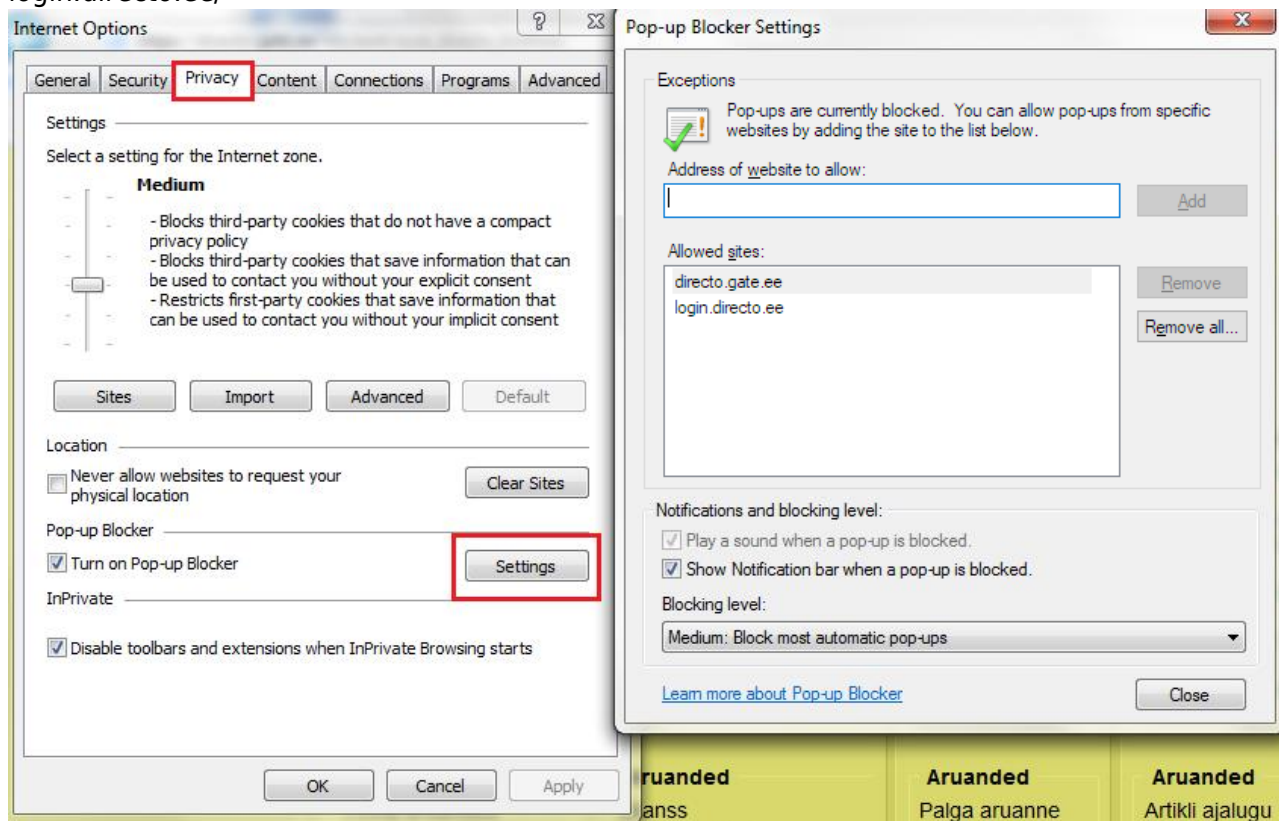 Internet Options
General Security Privacy Content Connections Programs Advanced
Settings
Select a setting for the Internet zone.
Medium
- Blocks third-party cookies that do not have a compact
privacy policy
- Blocks third-party cookies that save information that can
be used to contact you without your explicit consent
- Restricts first-party cookies that save information that
can be used to contact you without your implicit consent
Sites Import Advanced Default
Location
Never allow websites to request your
physical location
Clear Sites
Pop-up Blocker
Turn on Pop-up Blocker
Settings
InPrivate
Disable toolbars and extensions when InPrivate Browsing starts
OK Cancel Apply
Pop-up Blocker Settings
Exceptions
Pop-ups are currently blocked. You can allow pop-ups from specific
websites by adding the site to the list below.
Address of website to allow:
Add
Allowed sites:
directo.gate.ee
login.directo.ee
Remove
Remove all...
Notifications and blocking level:
Play a sound when a pop-up is blocked.
Show Notification bar when a pop-up is blocked.
Blocking level:
Medium: Block most automatic pop-ups
Learn more about Pop-up Blocker
Close
ruanded Aruanded Aruanded
anss Palga aruanne Artikli ajalugu